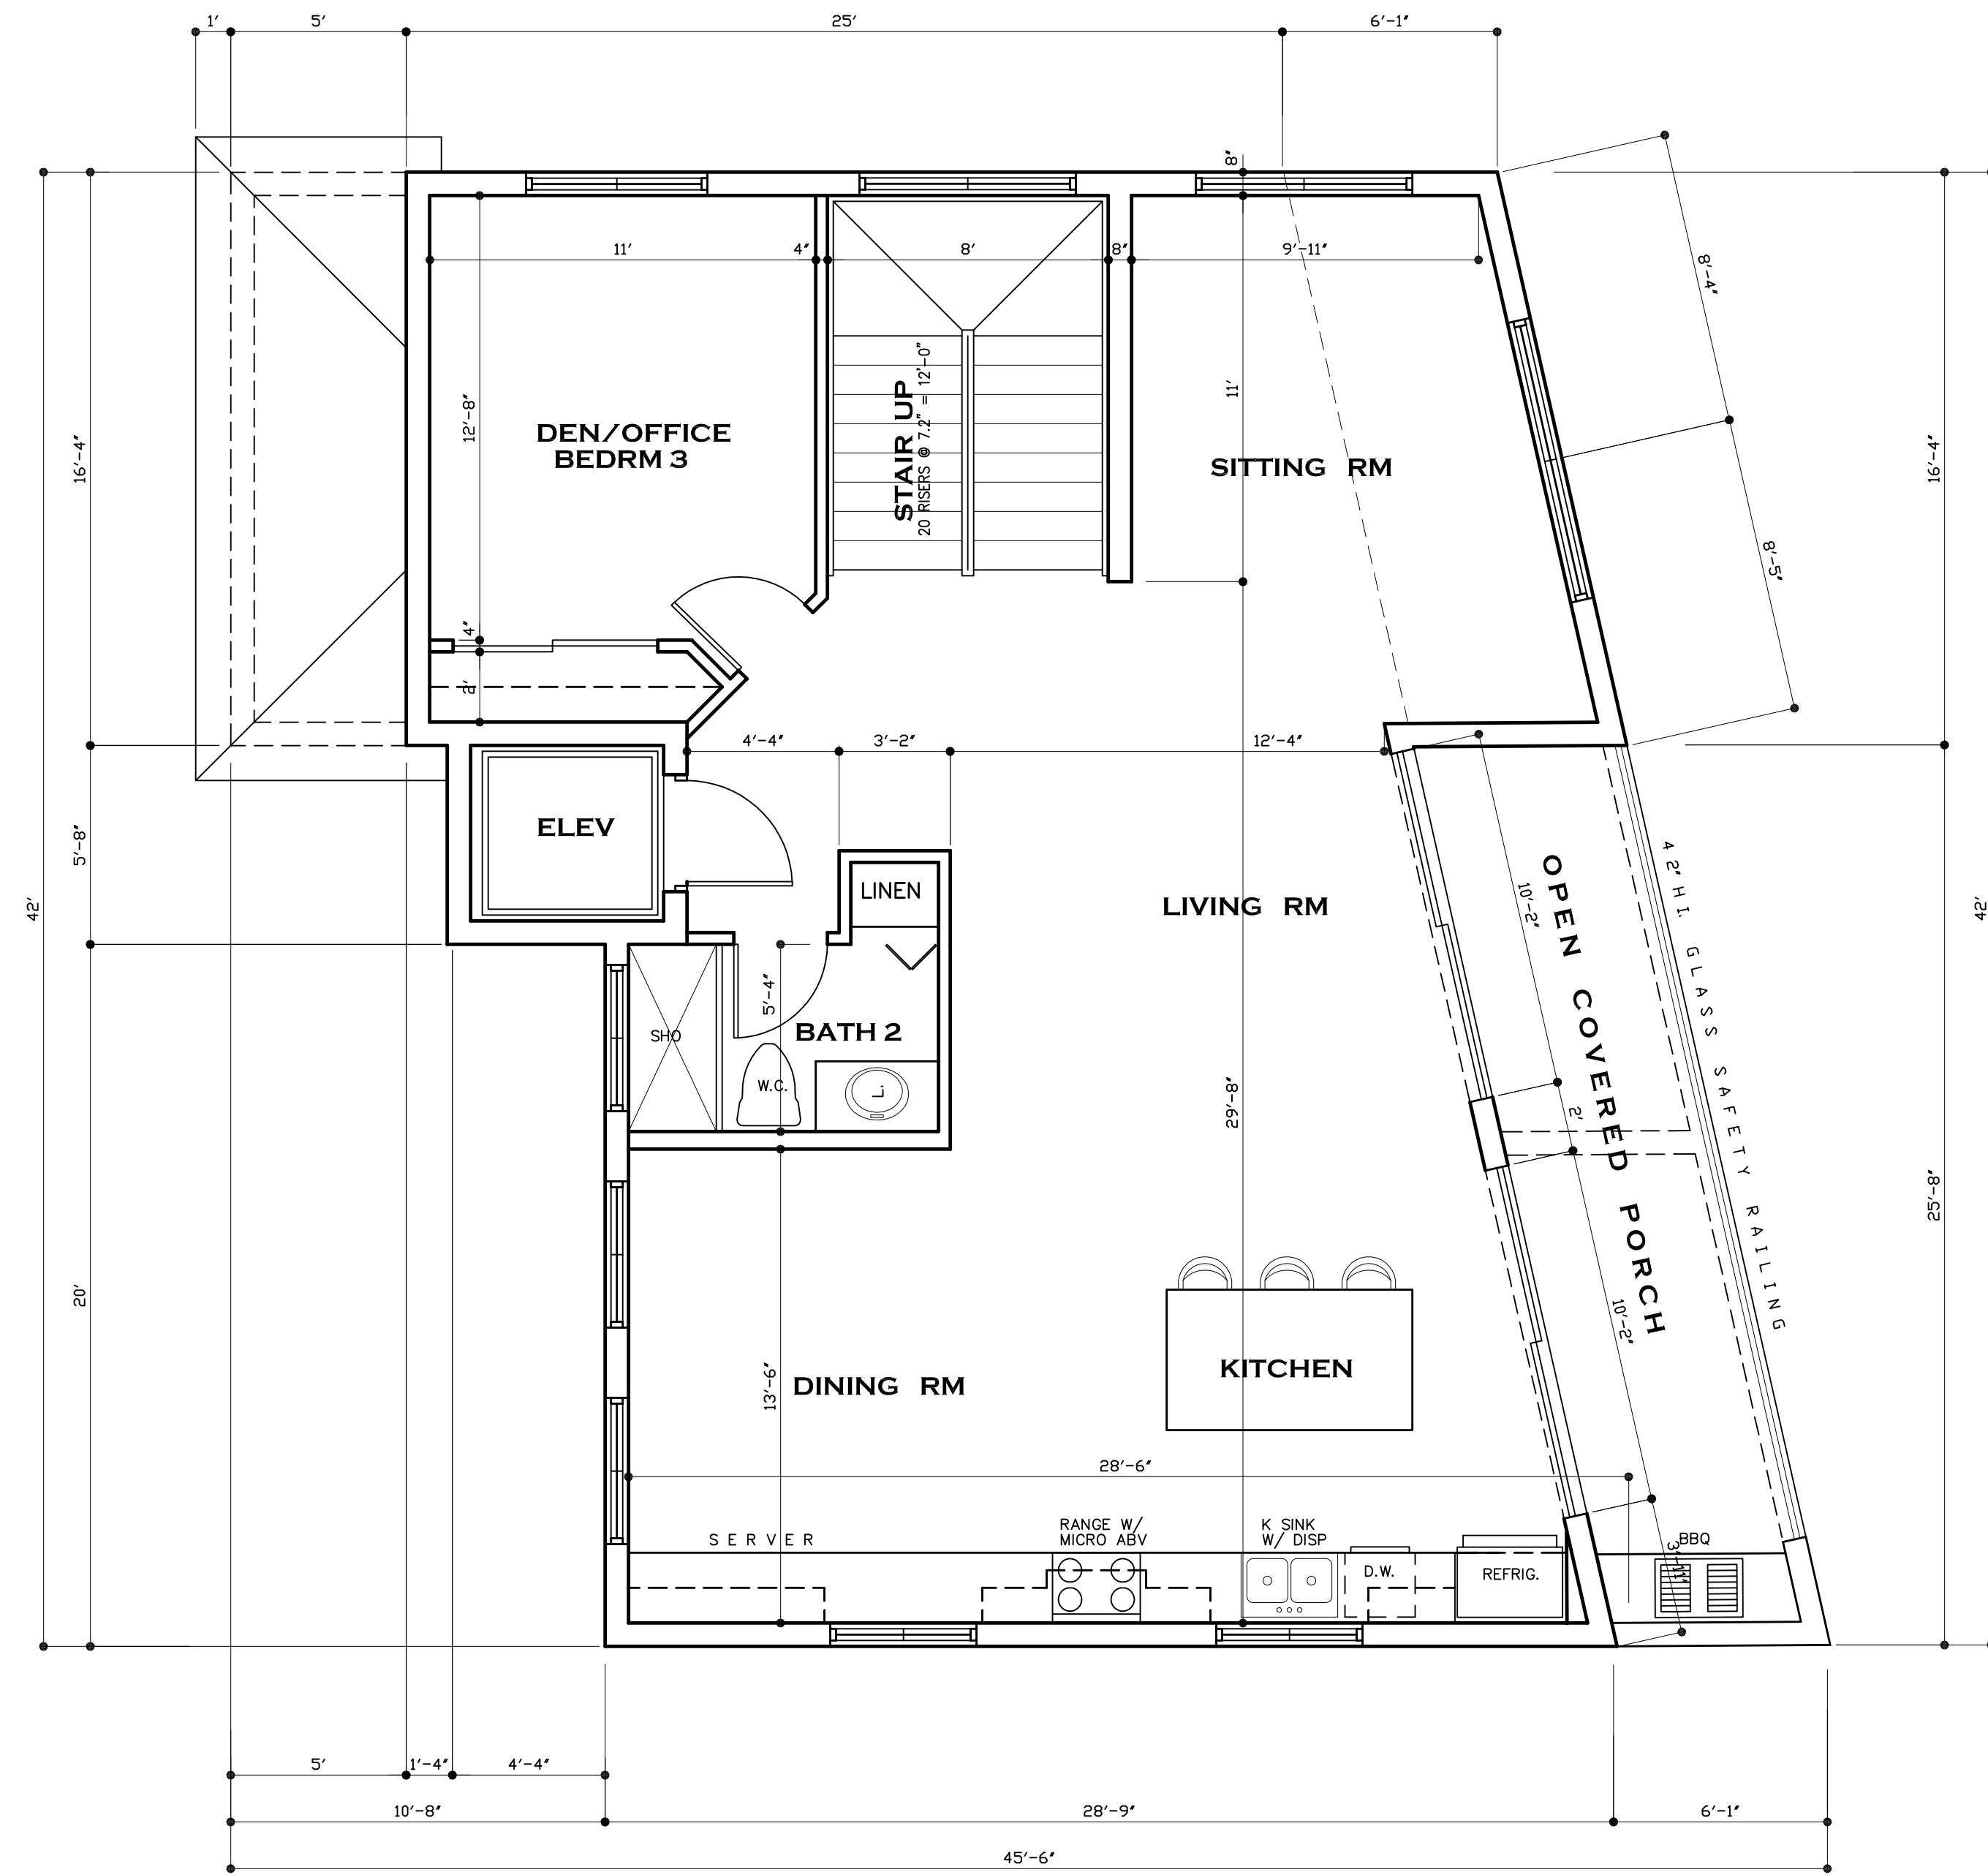 1'
5'
25'
6'-1"
8"
11'
4"
8'
8"
9'-11"
8'-4"
12'-8"
16'-4"
DEN/OFFICE
BEDRM 3
STAIR UP
20 RISERS @ 7.2" = 12'-0"
11'
SITTING RM
16'-4"
8'-5"
4"
2'
4'-4"
3'-2"
12'-4"
ELEV
5'-8"
42'
LINEN
LIVING RM
10'-2"
OPEN COVERED PORCH
42" HI. GLASS SAFETY RAILING
42'
5'-4"
SHO
BATH 2
W.C.
29'-8"
2'
25'-8"
20'
10'-2"
13'-6"
DINING RM
KITCHEN
28'-6"
SERVER
RANGE W/
MICRO ABV
K SINK
W/ DISP
D.W.
REFRIG.
BBQ
3'-11"
5'
1'-4"
4'-4"
10'-8"
28'-9"
6'-1"
45'-6"